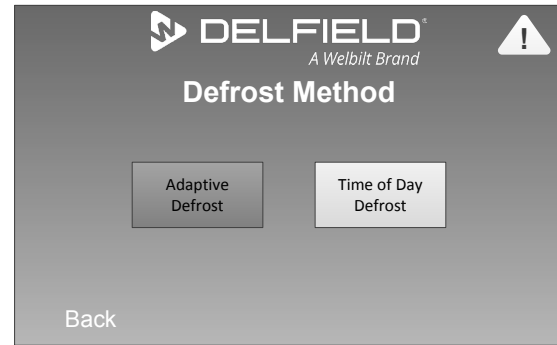 DELFIELD®
A Welbilt Brand
!
Defrost Method
Adaptive
Defrost
Time of Day
Defrost
Back